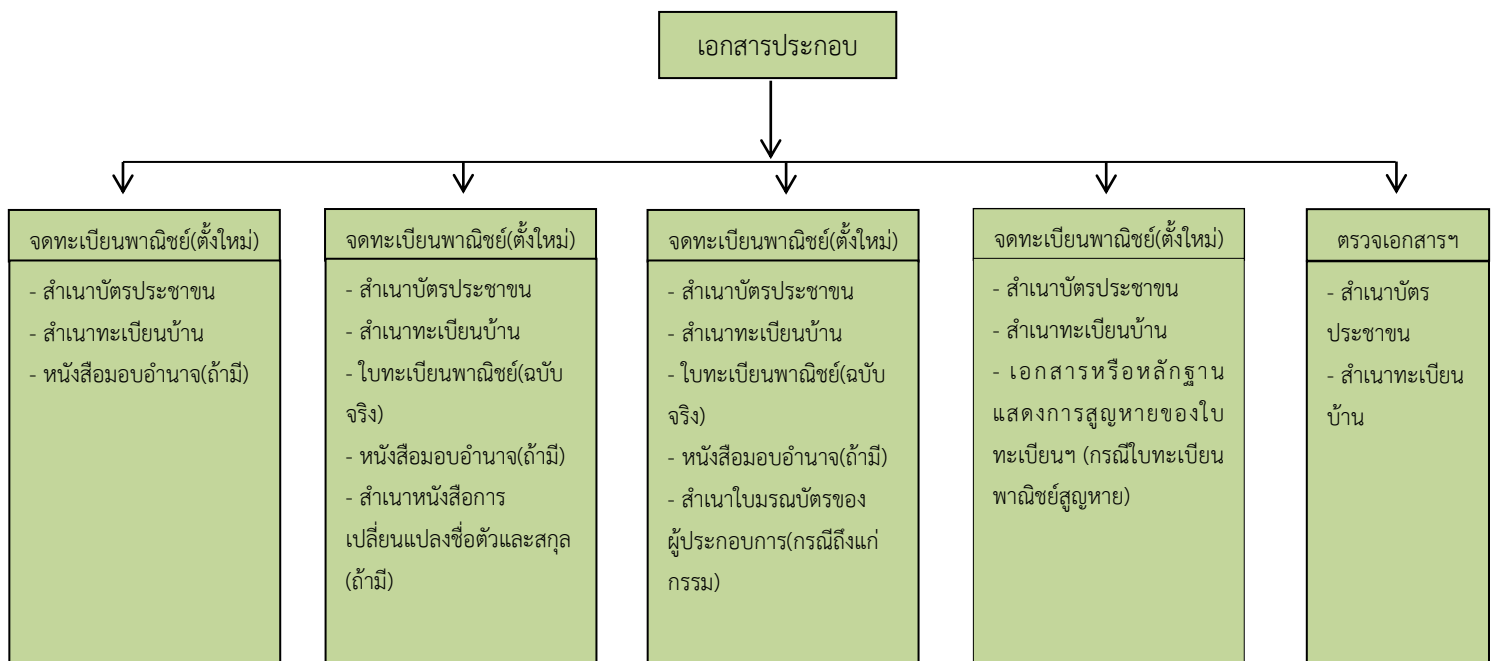 เอกสารประกอบ
จดทะเบียนพาณิชย์(ตั้งใหม่)
- สำเนาบัตรประชาขน
- สำเนาทะเบียนบ้าน
- หนังสือมอบอำนาจ(ถ้ามี)
จดทะเบียนพาณิชย์(ตั้งใหม่)
- สำเนาบัตรประชาขน
- สำเนาทะเบียนบ้าน
- ใบทะเบียนพาณิชย์(ฉบับ
จริง)
- หนังสือมอบอำนาจ(ถ้ามี)
- สำเนาหนังสือการ
เปลี่ยนแปลงชื่อตัวและสกุล
(ถ้ามี)
จดทะเบียนพาณิชย์(ตั้งใหม่)
- สำเนาบัตรประชาขน
- สำเนาทะเบียนบ้าน
- ใบทะเบียนพาณิชย์(ฉบับ
จริง)
- หนังสือมอบอำนาจ(ถ้ามี)
- สำเนาใบมรณบัตรของ
ผู้ประกอบการ(กรณีถึงแก่
กรรม)
จดทะเบียนพาณิชย์(ตั้งใหม่)
- สำเนาบัตรประชาขน
- สำเนาทะเบียนบ้าน
- เอกสารหรือหลักฐาน
แสดงการสูญหายของใบ
ทะเบียนฯ (กรณีใบทะเบียน
พาณิชย์สูญหาย)
ตรวจเอกสารฯ
- สำเนาบัตร
ประชาขน
- สำเนาทะเบียน
บ้าน